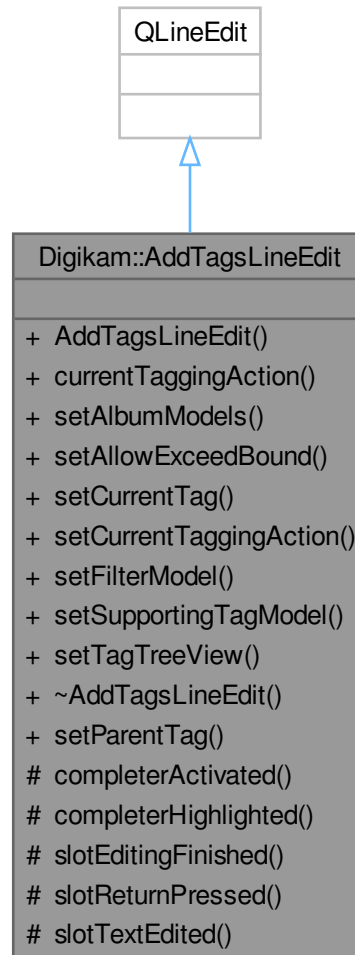 QLineEdit
Digikam::AddTagsLineEdit
+ AddTagsLineEdit()
+ currentTaggingAction()
+ setAlbumModels()
+ setAllowExceedBound()
+ setCurrentTag()
+ setCurrentTaggingAction()
+ setFilterModel()
+ setSupportingTagModel()
+ setTagTreeView()
+ ~AddTagsLineEdit()
+ setParentTag()
# completerActivated()
# completerHighlighted()
# slotEditingFinished()
# slotReturnPressed()
# slotTextEdited()